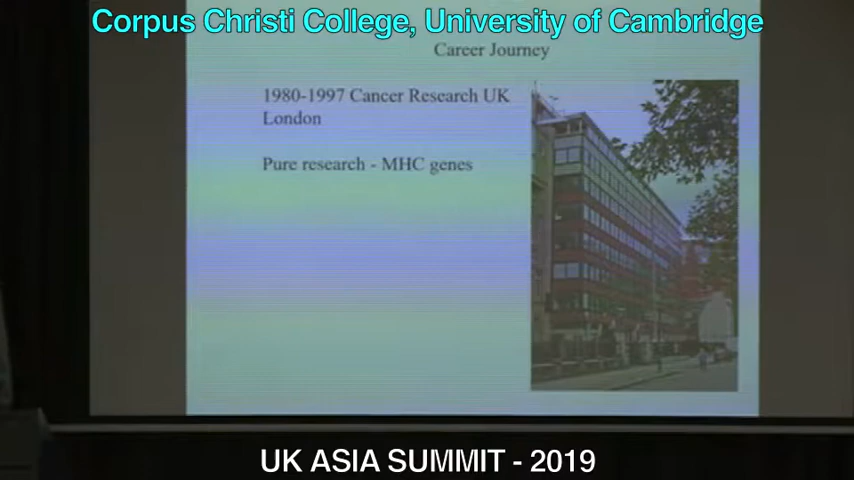 Corpus Christi College, University of Cambridge
Career Journey
1980-1997 Cancer Research UK
London
Pure research - MHC genes
UK ASIA SUMMIT - 2019